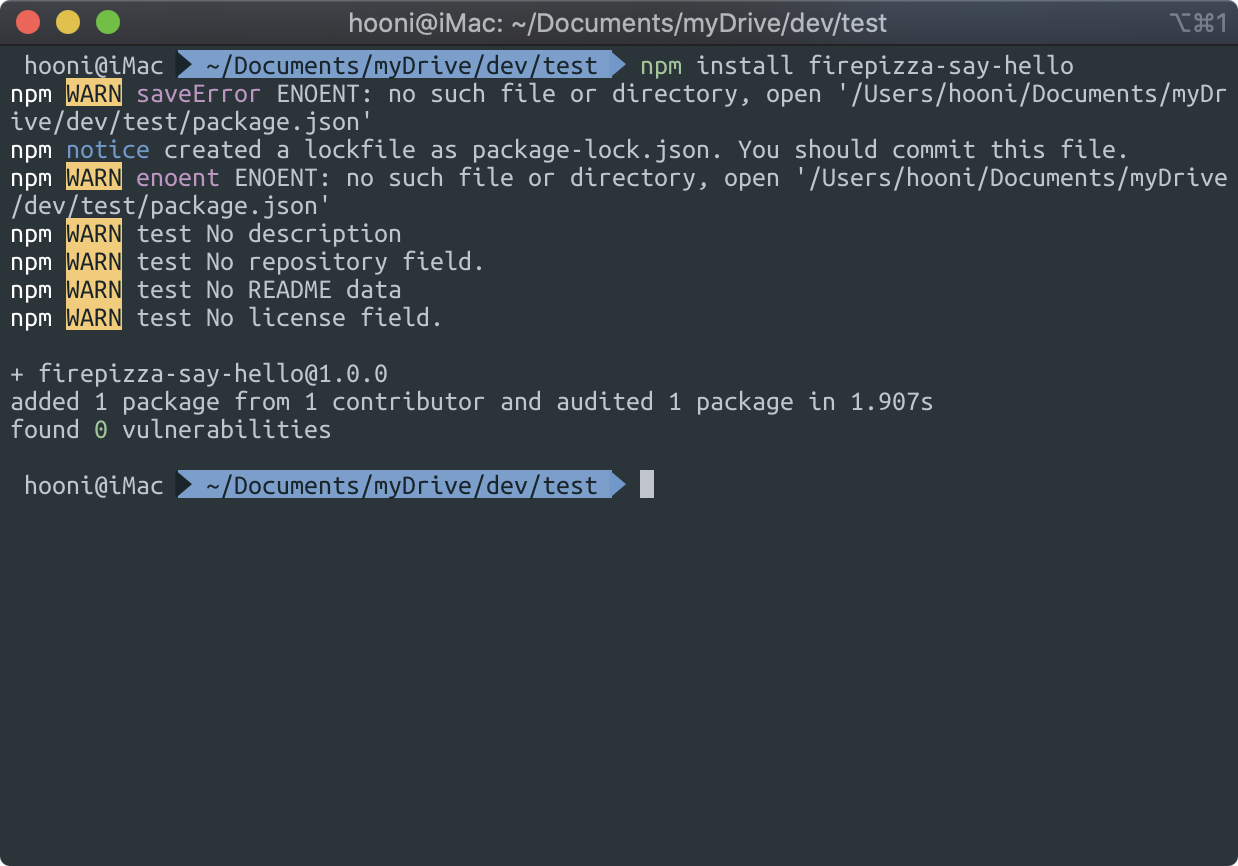 hooni@iMac: ~/Documents/myDrive/dev/test ⌥⌘1
hooni@iMac ~/Documents/myDrive/dev/test npm install firepizza-say-hello
npm WARN saveError ENOENT: no such file or directory, open '/Users/hooni/Documents/myDr
ive/dev/test/package.json'
npm notice created a lockfile as package-lock.json. You should commit this file.
npm WARN enoent ENOENT: no such file or directory, open '/Users/hooni/Documents/myDrive
/dev/test/package.json'
npm WARN test No description
npm WARN test No repository field.
npm WARN test No README data
npm WARN test No license field.
+ firepizza-say-hello@1.0.0
added 1 package from 1 contributor and audited 1 package in 1.907s
found 0 vulnerabilities
hooni@iMac ~/Documents/myDrive/dev/test